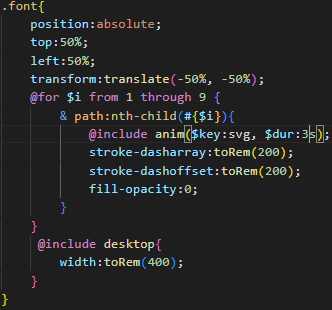 .font{
position:absolute;
top:50%;
left:50%;
transform:translate(-50%, -50%);
@for $i from 1 through 9 {
& path:nth-child(#{$i}){
@include anim($key:svg, $dur:3s);
stroke-dasharray:toRem(200);
stroke-dashoffset:toRem(200);
fill-opacity:0;
}
}
@include desktop{
width:toRem(400);
}
}